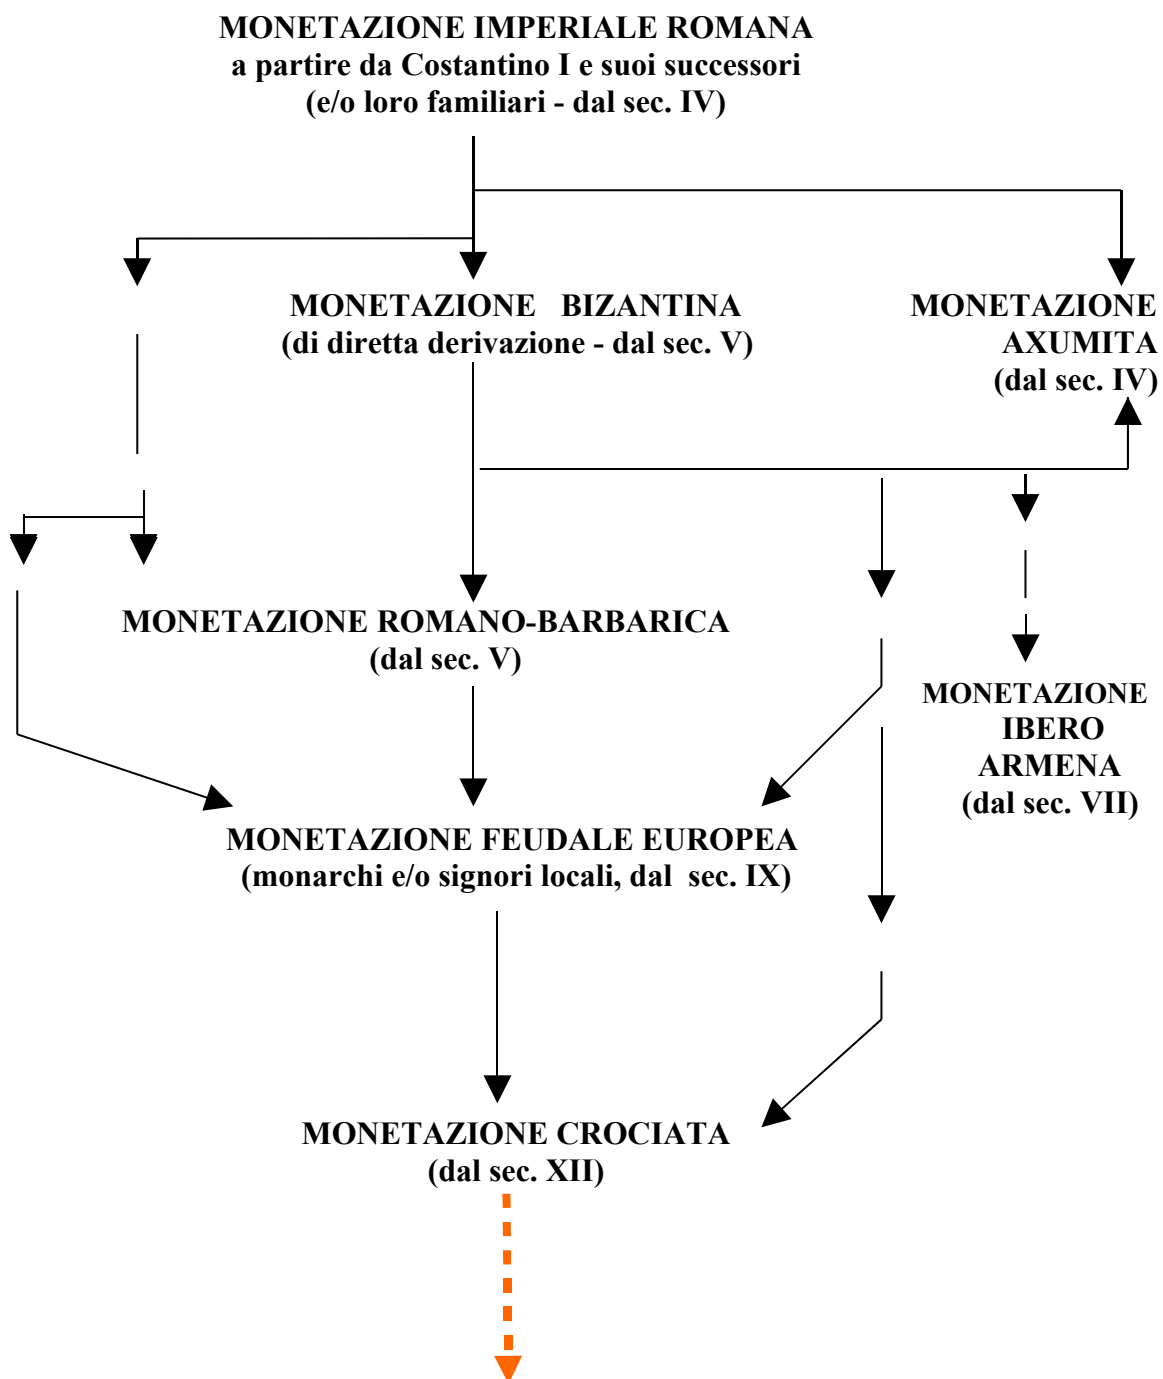 MONETAZIONE IMPERIALE ROMANA
a partire da Costantino I e suoi successori
(e/o loro familiari - dal sec. IV)
MONETAZIONE BIZANTINA
(di diretta derivazione - dal sec. V)
MONETAZIONE
AXUMITA
(dal sec. IV)
MONETAZIONE ROMANO-BARBARICA
(dal sec. V)
MONETAZIONE
IBERO
ARMENA
(dal sec. VII)
MONETAZIONE FEUDALE EUROPEA
(monarchi e/o signori locali, dal sec. IX)
MONETAZIONE CROCIATA
(dal sec. XII)